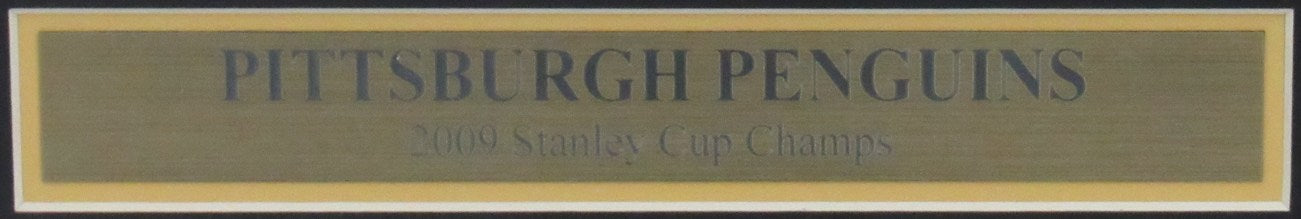 PITTSBURGH PENGUINS
2009 Stanley Cup Champs